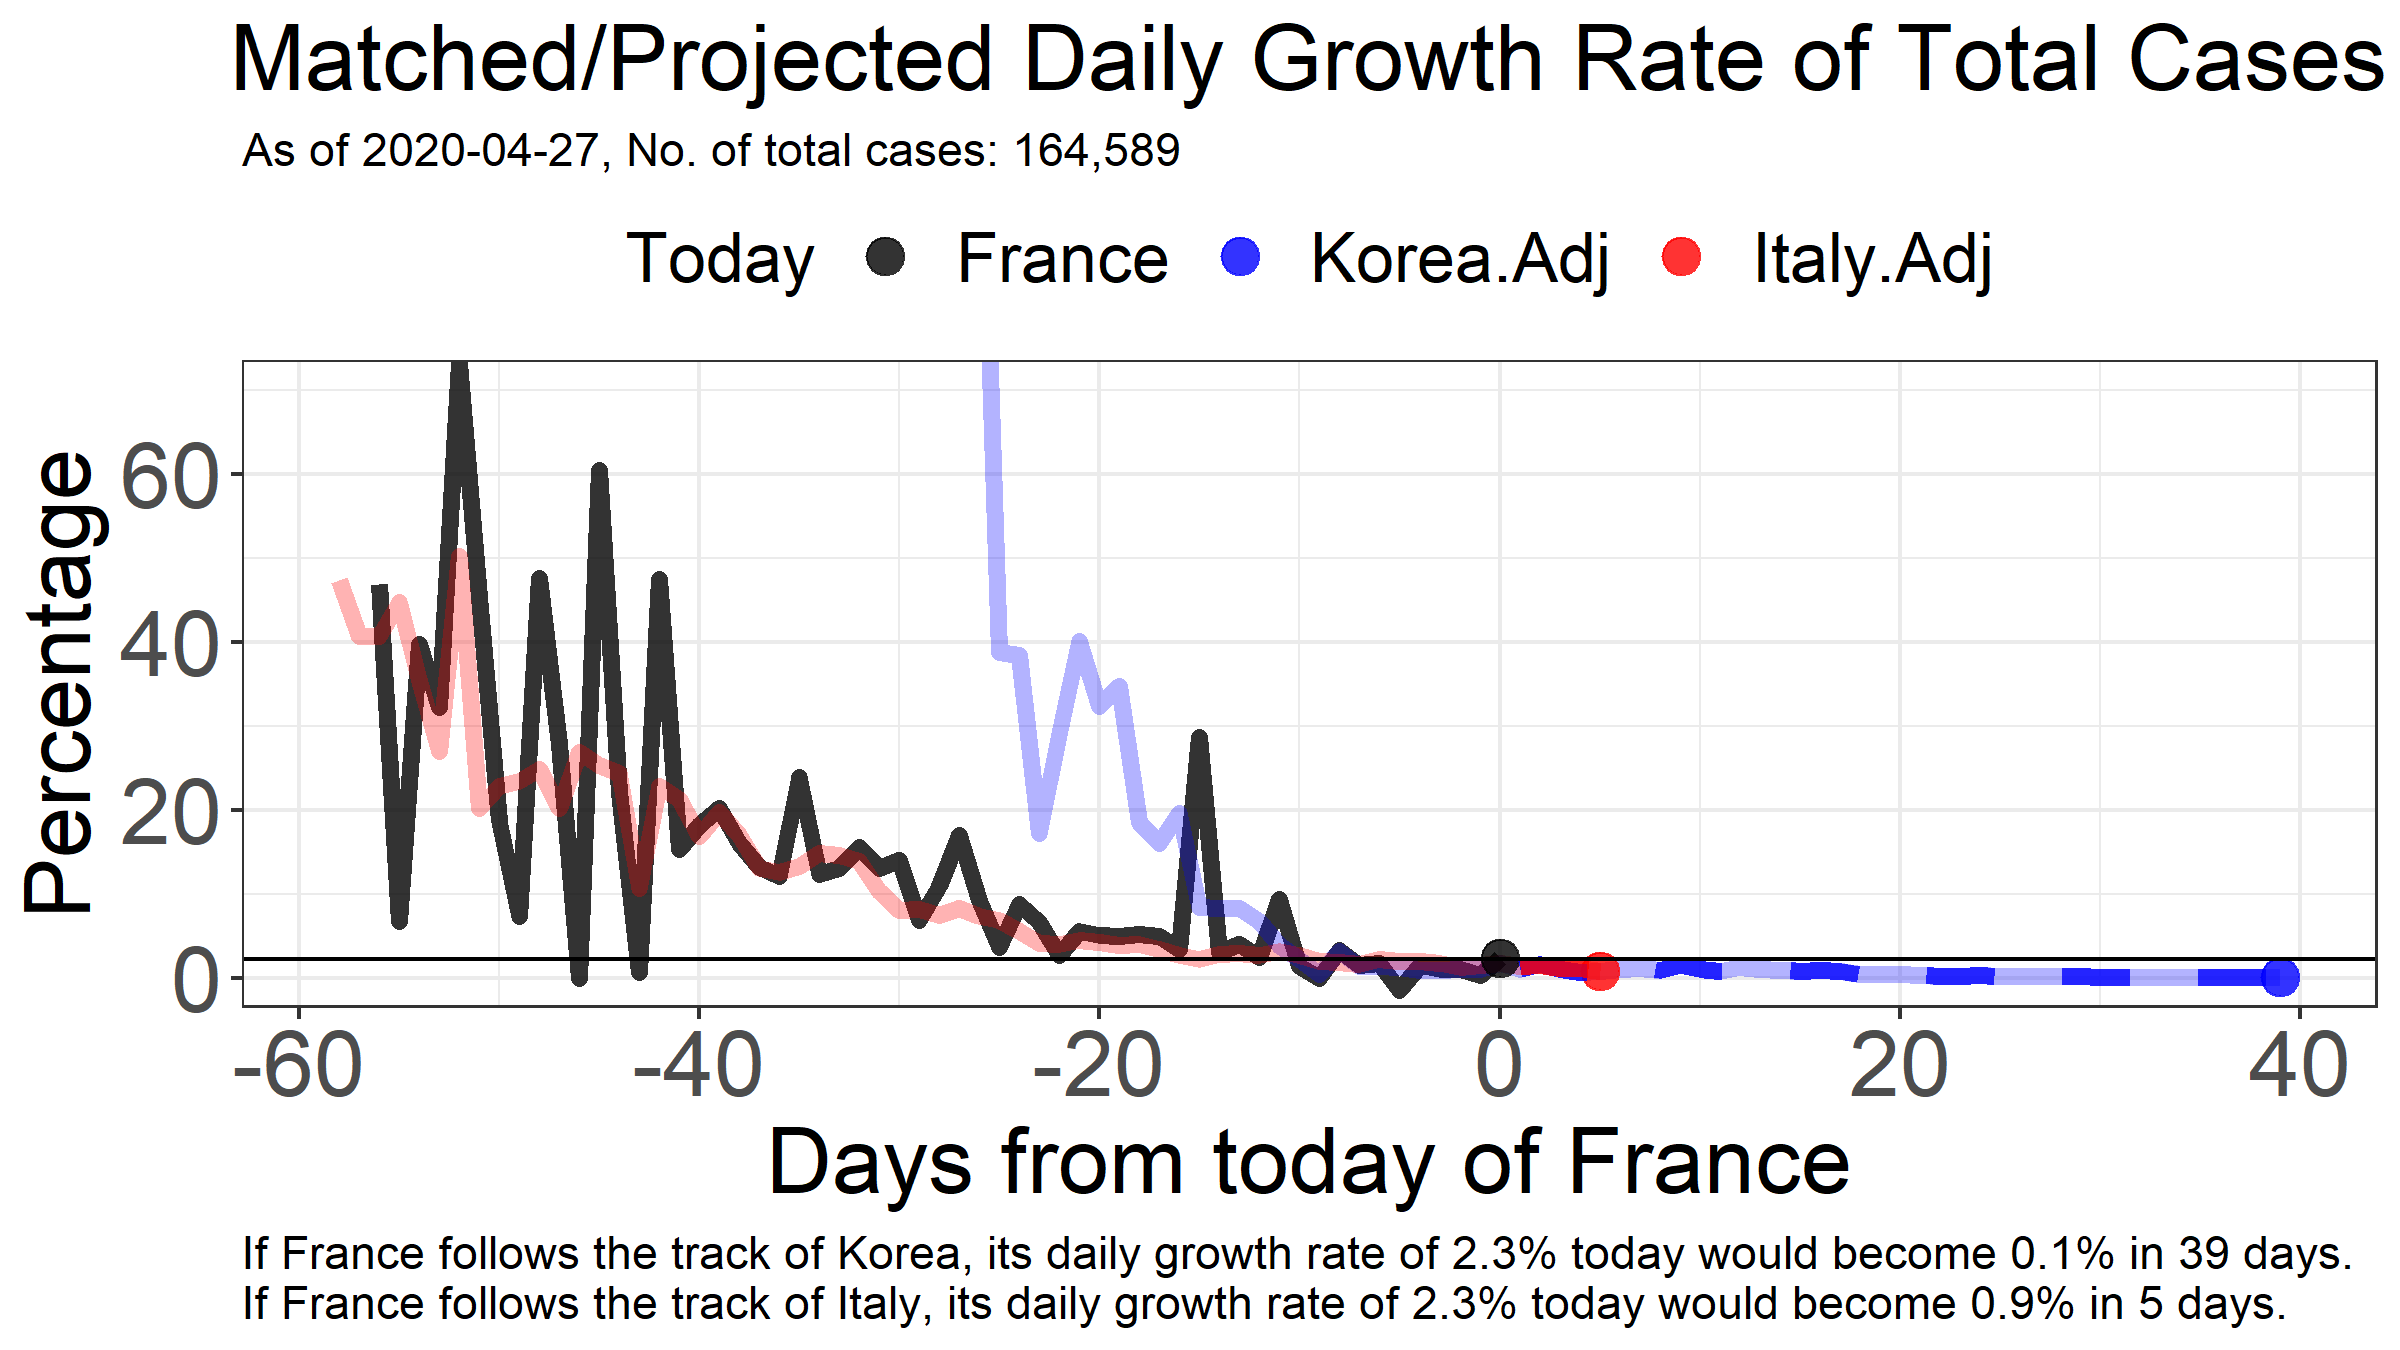 Matched/Projected Daily Growth Rate of Total Cases
As of 2020-04-27, No. of total cases: 164,589
Today France Korea.Adj Italy.Adj
Percentage
60
40
20
0
-60 -40 -20 0 20 40
Days from today of France
If France follows the track of Korea, its daily growth rate of 2.3% today would become 0.1% in 39 days.
If France follows the track of Italy, its daily growth rate of 2.3% today would become 0.9% in 5 days.